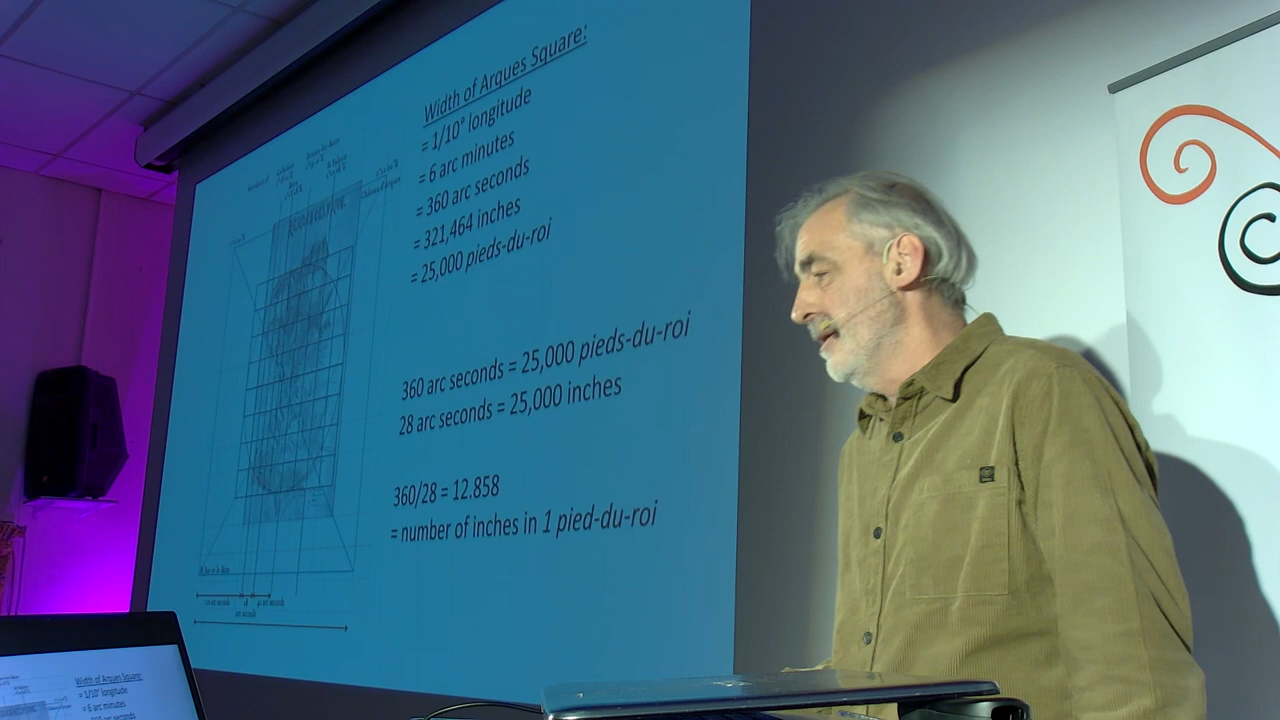 Width of Arques Square:
= 1/10° longitude
= 6 arc minutes
= 360 arc seconds
= 321,464 inches
= 25,000 pieds-du-roi
360 arc seconds = 25,000 pieds-du-roi
28 arc seconds = 25,000 inches
360/28 = 12.858
= number of inches in 1 pied-du-roi
Width of Arques Square:
= 1/10° longitude
= 6 arc minutes